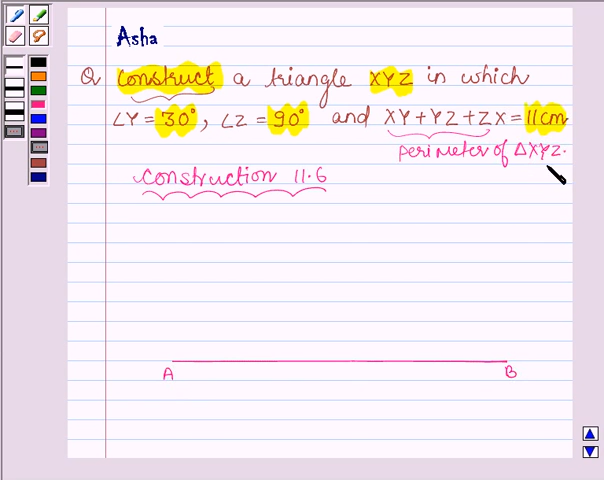 Asha
Q Construct a triangle XYZ in which
∠Y = 30°, ∠Z = 90° and XY+YZ+ZX = 11cm
perimeter of ΔXYZ.
Construction 11.6
A B